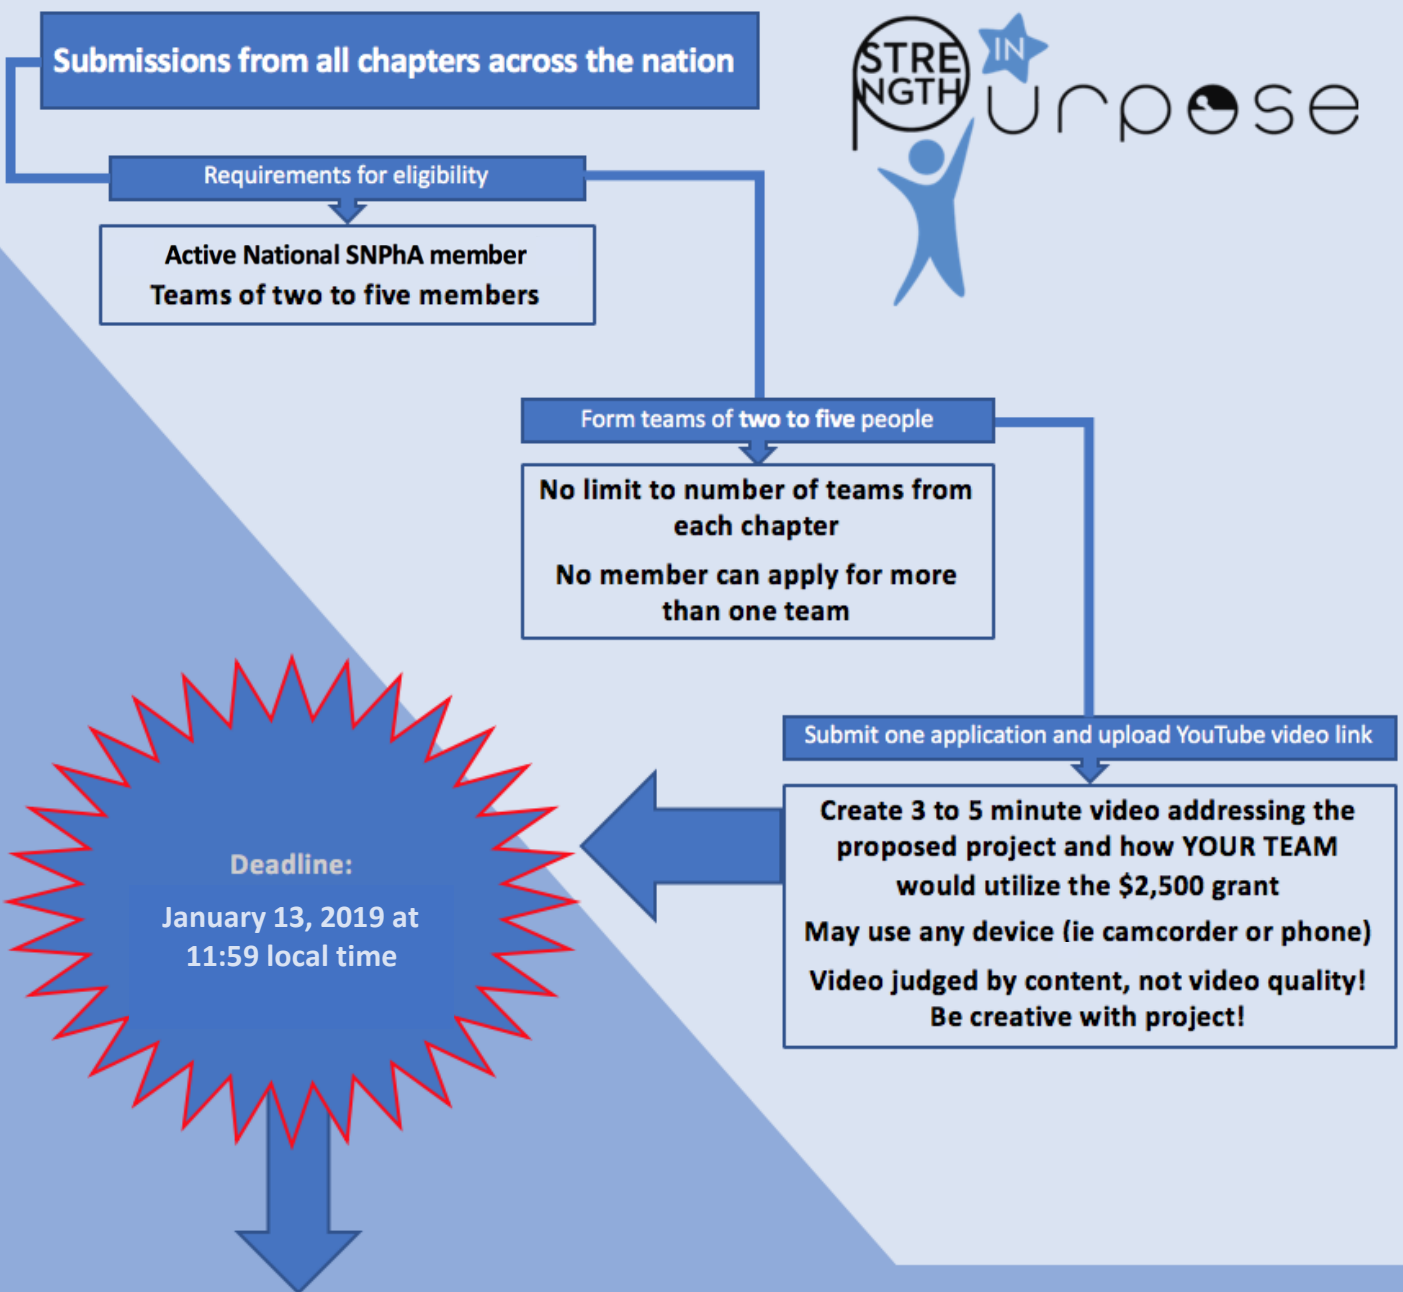 Submissions from all chapters across the nation
STRE
NGTH
IN
Purpose
Requirements for eligibility
Active National SNPhA member
Teams of two to five members
Form teams of two to five people
No limit to number of teams from
each chapter
No member can apply for more
than one team
Submit one application and upload YouTube video link
Create 3 to 5 minute video addressing the
proposed project and how YOUR TEAM
would utilize the $2,500 grant
May use any device (ie camcorder or phone)
Video judged by content, not video quality!
Be creative with project!
Deadline:
January 13, 2019 at
11:59 local time